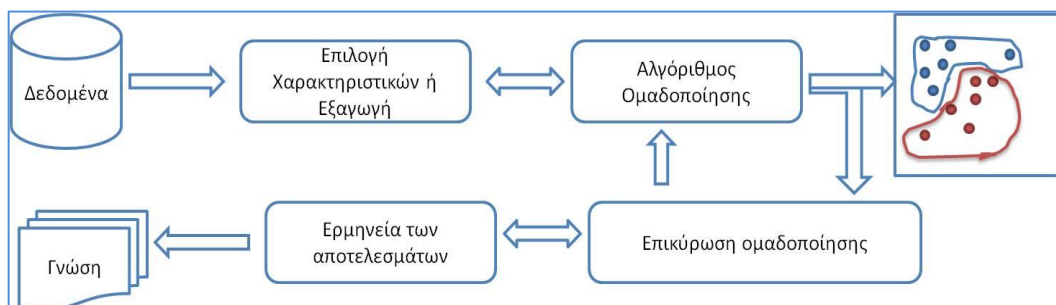 Δεδομένα
Επιλογή
Χαρακτηριστικών ή
Εξαγωγή
Αλγόριθμος
Ομαδοποίησης
Γνώση
Ερμηνεία των
αποτελεσμάτων
Επικύρωση ομαδοποίησης